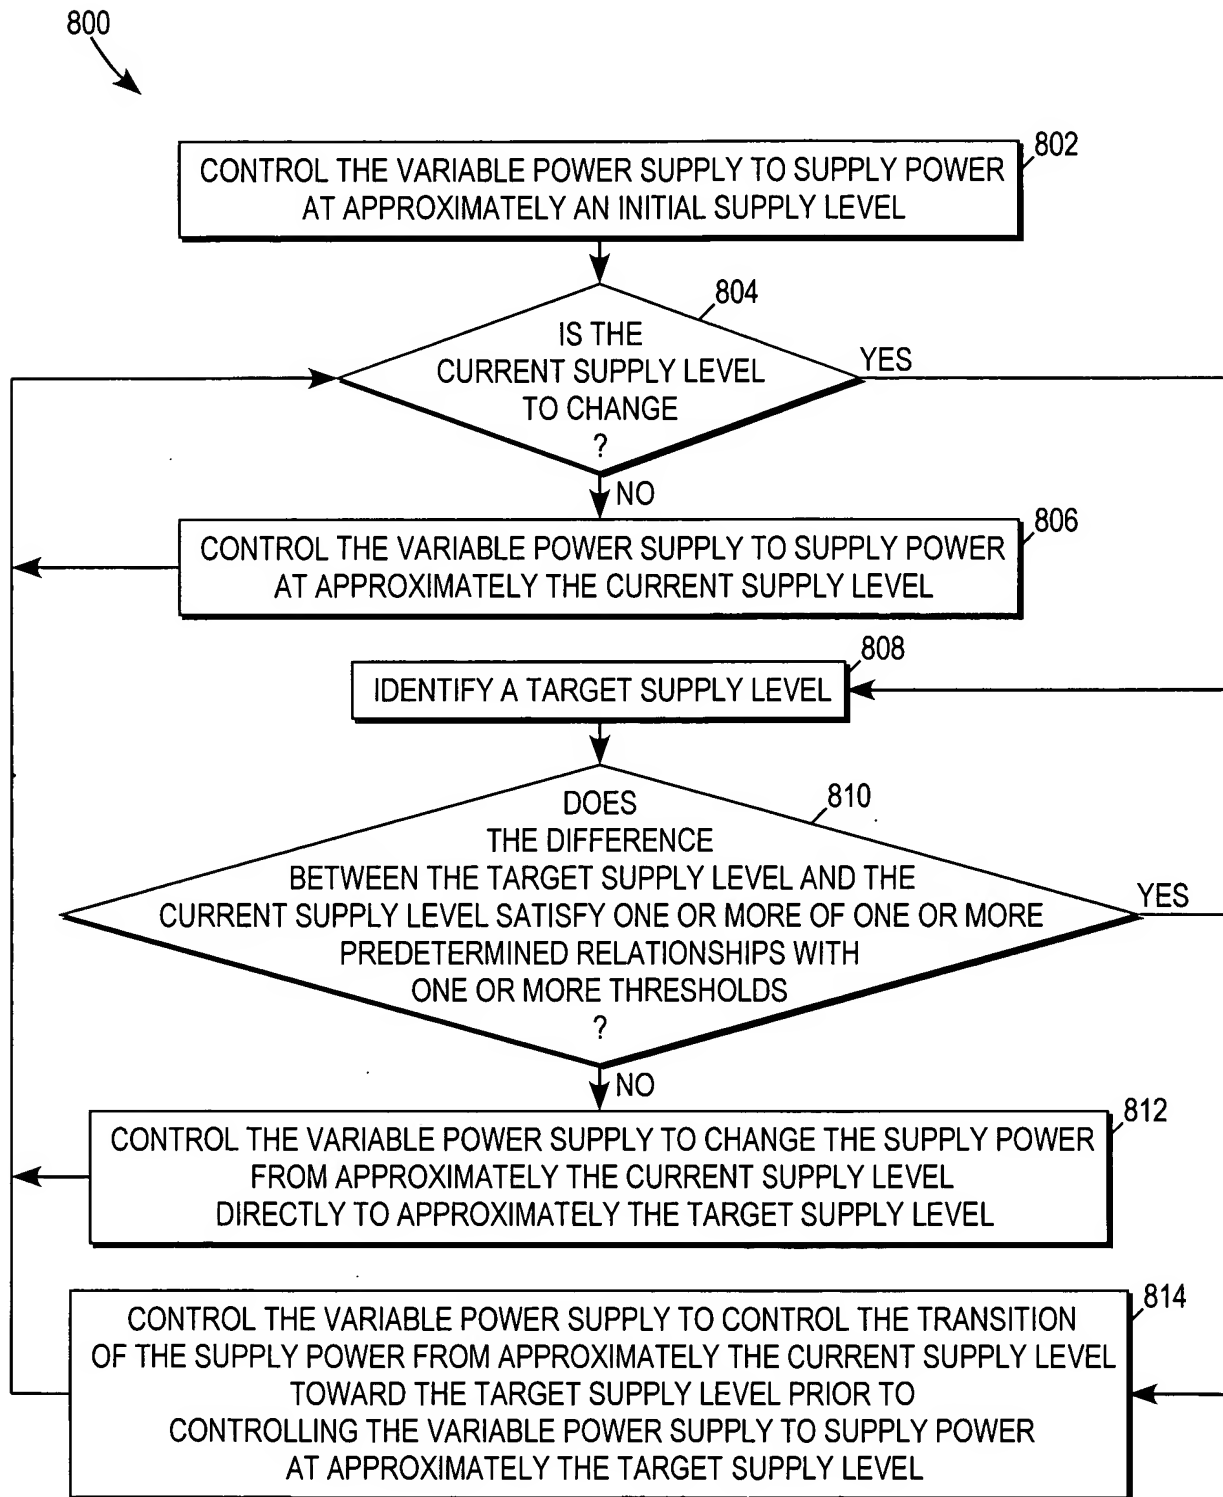 800
802
CONTROL THE VARIABLE POWER SUPPLY TO SUPPLY POWER
AT APPROXIMATELY AN INITIAL SUPPLY LEVEL
804
IS THE
CURRENT SUPPLY LEVEL
TO CHANGE
?
YES
NO
806
CONTROL THE VARIABLE POWER SUPPLY TO SUPPLY POWER
AT APPROXIMATELY THE CURRENT SUPPLY LEVEL
808
IDENTIFY A TARGET SUPPLY LEVEL
810
DOES
THE DIFFERENCE
BETWEEN THE TARGET SUPPLY LEVEL AND THE
CURRENT SUPPLY LEVEL SATISFY ONE OR MORE OF ONE OR MORE
PREDETERMINED RELATIONSHIPS WITH
ONE OR MORE THRESHOLDS
?
YES
NO
812
CONTROL THE VARIABLE POWER SUPPLY TO CHANGE THE SUPPLY POWER
FROM APPROXIMATELY THE CURRENT SUPPLY LEVEL
DIRECTLY TO APPROXIMATELY THE TARGET SUPPLY LEVEL
814
CONTROL THE VARIABLE POWER SUPPLY TO CONTROL THE TRANSITION
OF THE SUPPLY POWER FROM APPROXIMATELY THE CURRENT SUPPLY LEVEL
TOWARD THE TARGET SUPPLY LEVEL PRIOR TO
CONTROLLING THE VARIABLE POWER SUPPLY TO SUPPLY POWER
AT APPROXIMATELY THE TARGET SUPPLY LEVEL